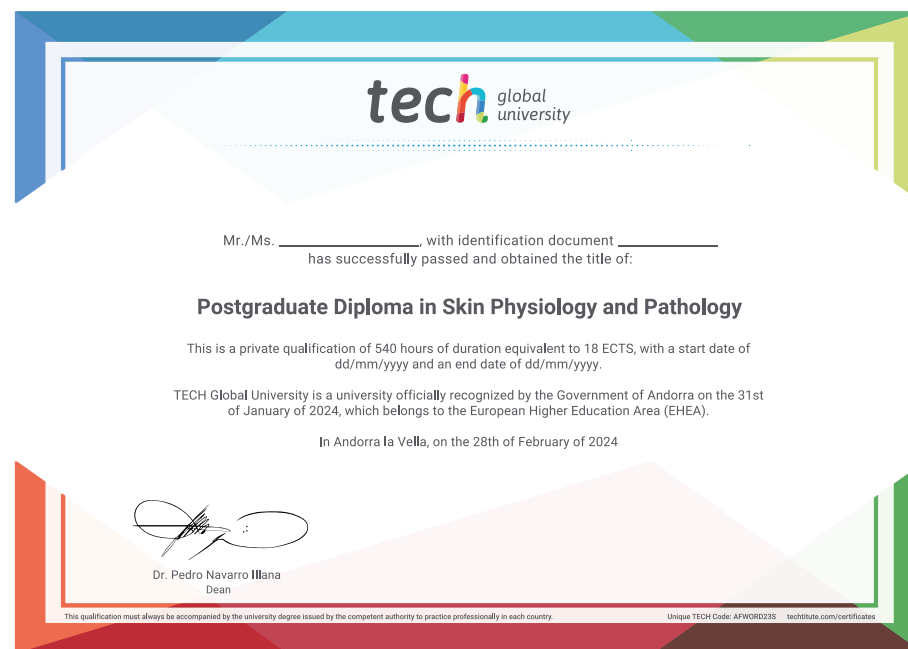 tech global university
Mr./Ms. ____________________, with identification document ______________
has successfully passed and obtained the title of:
Postgraduate Diploma in Skin Physiology and Pathology
This is a private qualification of 540 hours of duration equivalent to 18 ECTS, with a start date of
dd/mm/yyyy and an end date of dd/mm/yyyy.
TECH Global University is a university officially recognized by the Government of Andorra on the 31st
of January of 2024, which belongs to the European Higher Education Area (EHEA).
In Andorra la Vella, on the 28th of February of 2024
Dr. Pedro Navarro Illana
Dean
This qualification must always be accompanied by the university degree issued by the competent authority to practice professionally in each country.
Unique TECH Code: AFWORD23S techtitute.com/certificates